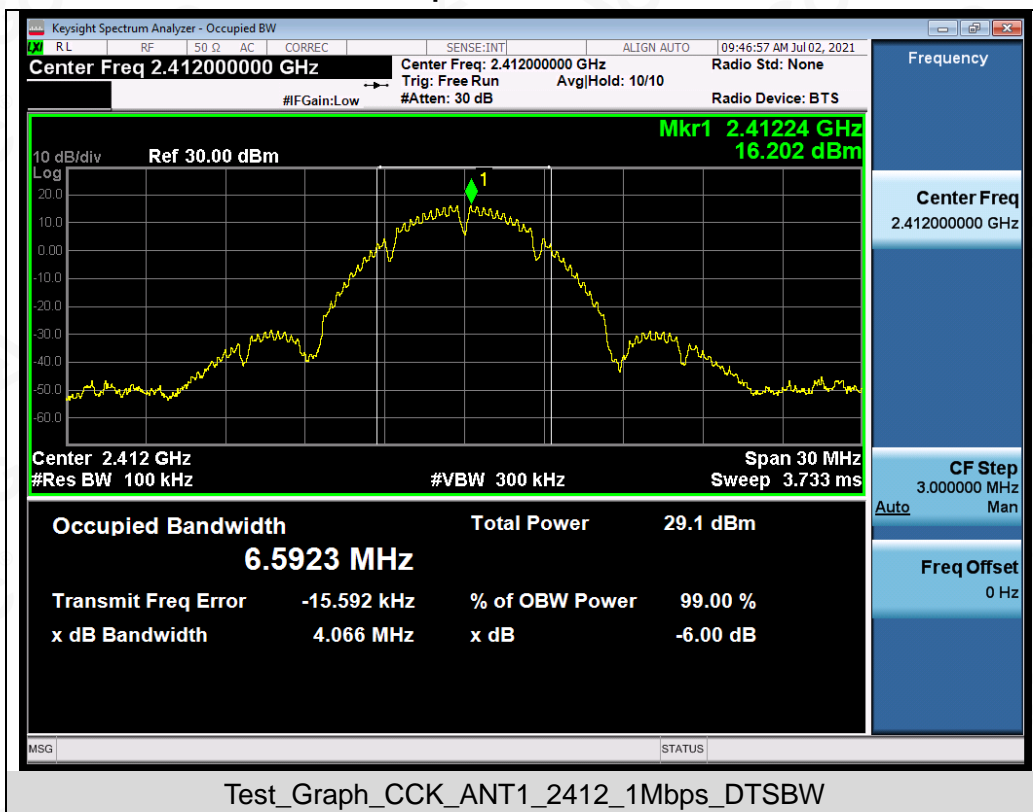 Keysight Spectrum Analyzer - Occupied BW
LXI RL RF 50 Ω AC CORREC SENSE:INT ALIGN AUTO 09:46:57 AM Jul 02, 2021
Center Freq 2.412000000 GHz
Center Freq: 2.412000000 GHz
Radio Std: None
Trig: Free Run Avg|Hold: 10/10
#IFGain:Low #Atten: 30 dB
Radio Device: BTS
Frequency
Mkr1 2.41224 GHz
16.202 dBm
10 dB/div Ref 30.00 dBm
Log
1
20.0
10.0
0.00
-10.0
-20.0
-30.0
-40.0
-50.0
-60.0
Center 2.412 GHz Span 30 MHz
#Res BW 100 kHz #VBW 300 kHz Sweep 3.733 ms
Center Freq
2.412000000 GHz
CF Step
3.000000 MHz
Auto Man
Freq Offset
0 Hz
Occupied Bandwidth Total Power 29.1 dBm
6.5923 MHz
Transmit Freq Error -15.592 kHz % of OBW Power 99.00 %
x dB Bandwidth 4.066 MHz x dB -6.00 dB
MSG STATUS
Test_Graph_CCK_ANT1_2412_1Mbps_DTSBW